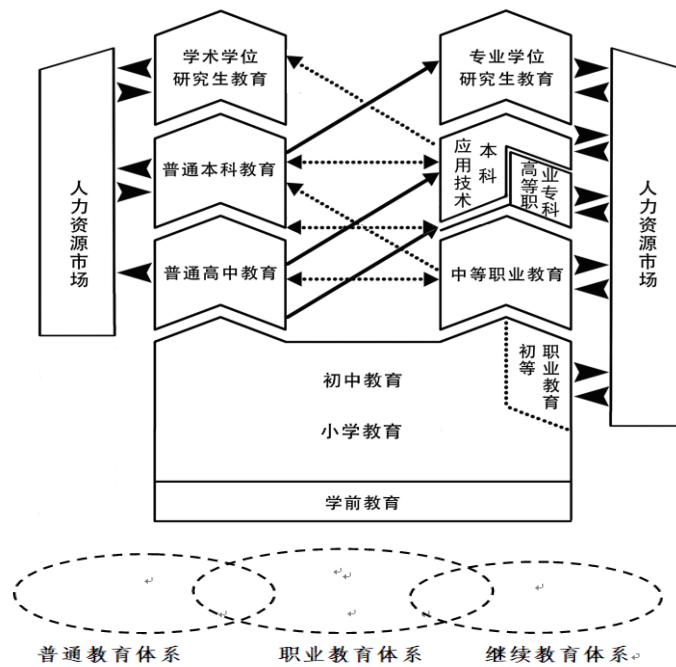 学术学位
研究生教育
专业学位
研究生教育
人力资源市场
普通本科教育
应用技术
本科
高等职
业专科
人力资源市场
普通高中教育
中等职业教育
初中教育
初等
职业教育
小学教育
学前教育
普通教育体系
职业教育体系
继续教育体系